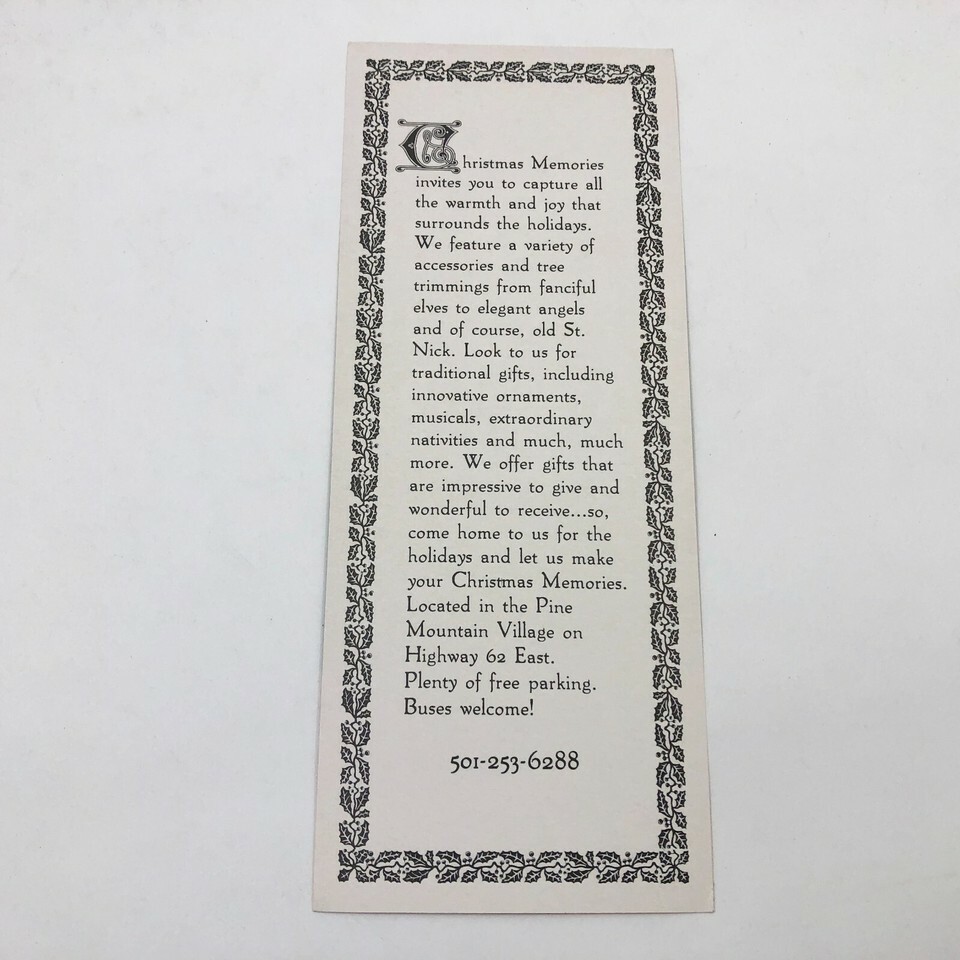 Christmas Memories
invites you to capture all
the warmth and joy that
surrounds the holidays.
We feature a variety of
accessories and tree
trimmings from fanciful
elves to elegant angels
and of course, old St.
Nick. Look to us for
traditional gifts, including
innovative ornaments,
musicals, extraordinary
nativities and much, much
more. We offer gifts that
are impressive to give and
wonderful to receive...so,
come home to us for the
holidays and let us make
your Christmas Memories.
Located in the Pine
Mountain Village on
Highway 62 East.
Plenty of free parking.
Buses welcome!
501-253-6288